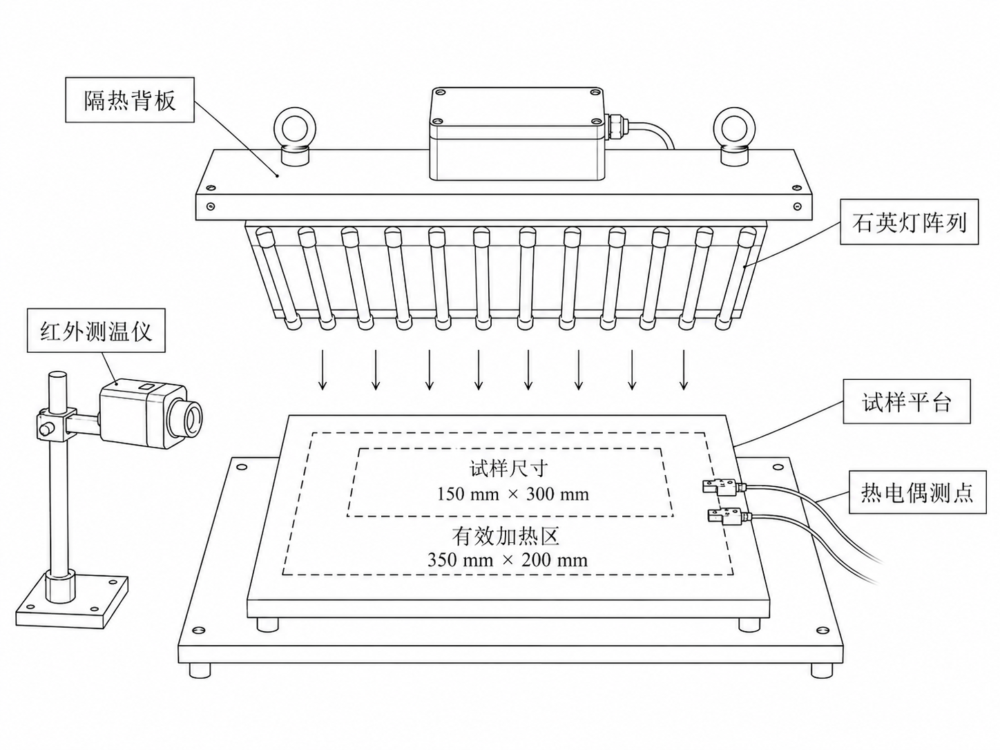 隔热背板
石英灯阵列
红外测温仪
试样平台
试样尺寸
150 mm × 300 mm
热电偶测点
有效加热区
350 mm × 200 mm